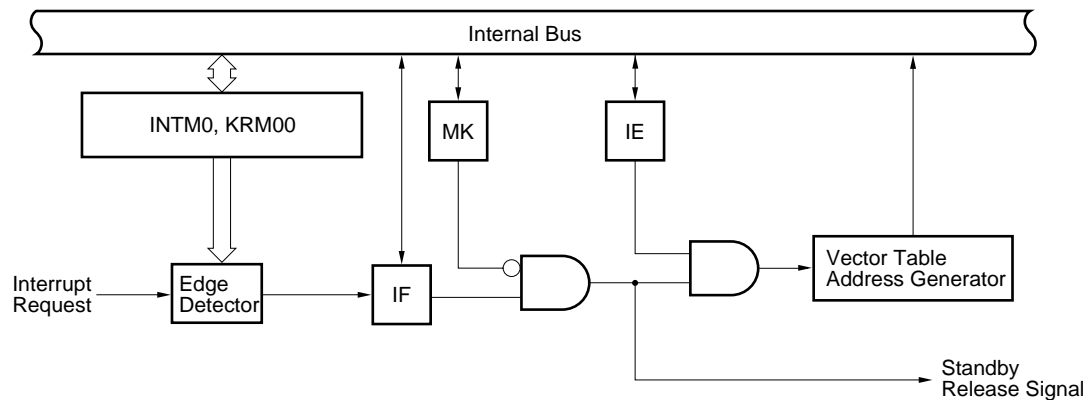 Internal Bus
INTM0, KRM00
MK
IE
Interrupt
Request
Edge
Detector
IF
Vector Table
Address Generator
Standby
Release Signal